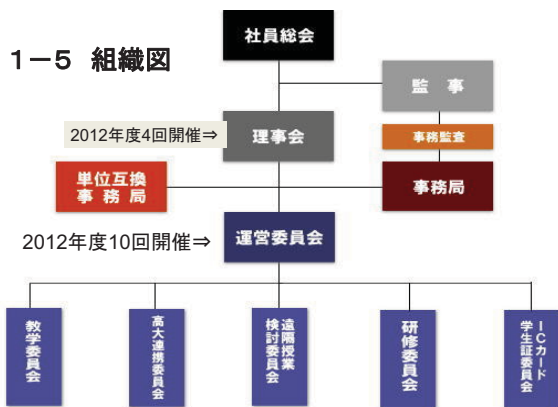 社員総会
1－5 組織図
監 事
2012年度4回開催⇒
理事会
事務監査
単位互換
事 務 局
事務局
2012年度10回開催⇒
運営委員会
教学委員会
高大連携委員会
遠隔授業
検討委員会
研修委員会
ＩＣカード
学生証委員会